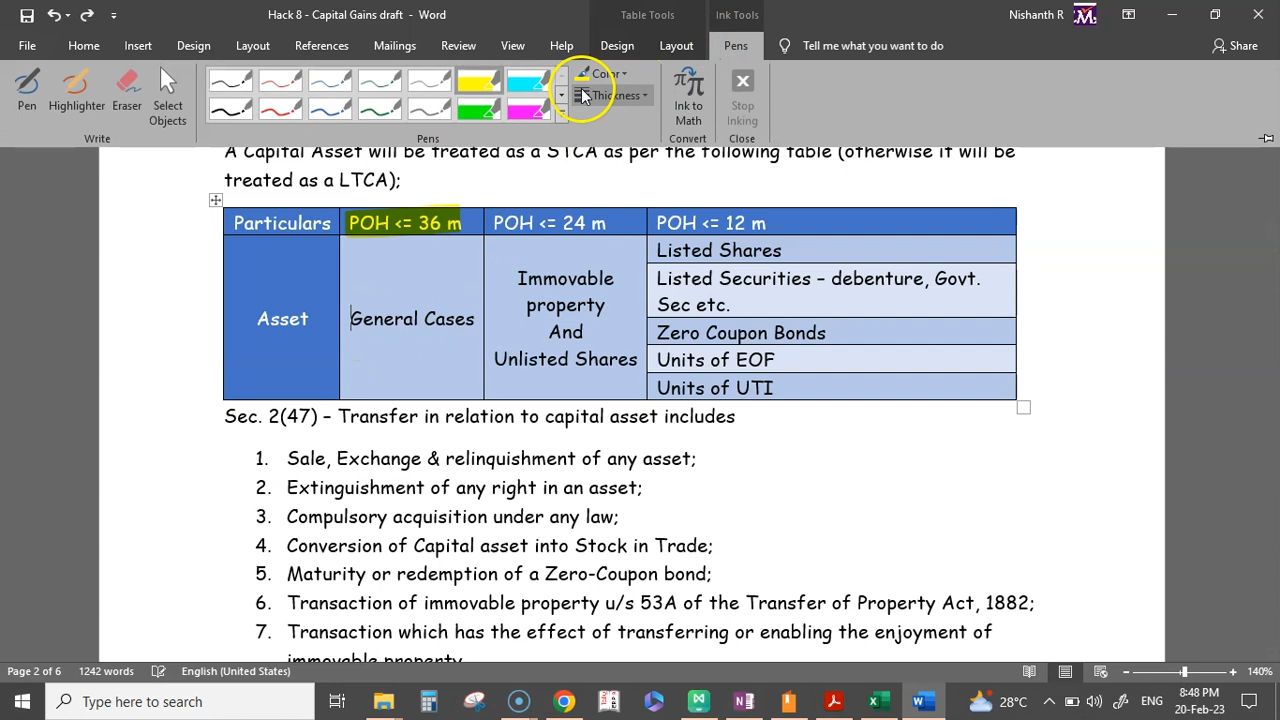 Hack 8 - Capital Gains draft - Word
Table Tools
Ink Tools
Nishanth R
File
Home
Insert
Design
Layout
References
Mailings
Review
View
Help
Design
Layout
Pens
Tell me what you want to do
Share
Pen
Highlighter
Eraser
Select Objects
Color
Thickness
Ink to Math
Stop Inking
Write
Pens
Convert
Close
A Capital Asset will be treated as a STCA as per the following table (otherwise it will be
treated as a LTCA);
Particulars
POH <= 36 m
POH <= 24 m
POH <= 12 m
Asset
General Cases
Immovable
property
And
Unlisted Shares
Listed Shares
Listed Securities – debenture, Govt.
Sec etc.
Zero Coupon Bonds
Units of EOF
Units of UTI
Sec. 2(47) – Transfer in relation to capital asset includes
1. Sale, Exchange & relinquishment of any asset;
2. Extinguishment of any right in an asset;
3. Compulsory acquisition under any law;
4. Conversion of Capital asset into Stock in Trade;
5. Maturity or redemption of a Zero-Coupon bond;
6. Transaction of immovable property u/s 53A of the Transfer of Property Act, 1882;
7. Transaction which has the effect of transferring or enabling the enjoyment of
immovable property
Page 2 of 6
1242 words
English (United States)
140%
Type here to search
28°C
ENG
8:48 PM
20-Feb-23